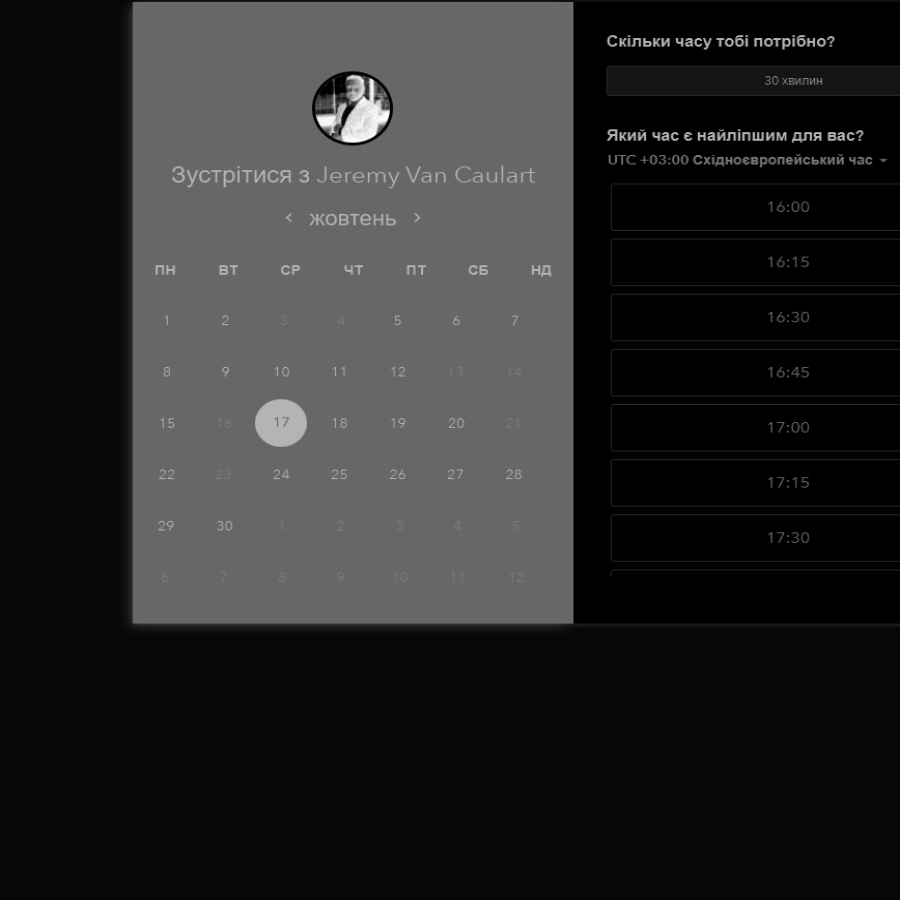 Зустрітися з Jeremy Van Caulart
жовтень
ПН ВТ СР ЧТ ПТ СБ НД
1 2 3 4 5 6 7
8 9 10 11 12 13 14
15 16 17 18 19 20 21
22 23 24 25 26 27 28
29 30 1 2 3 4 5
6 7 8 9 10 11 12
Скільки часу тобі потрібно?
30 хвилин
Який час є найліпшим для вас?
UTC +03:00 Східноєвропейський час
16:00
16:15
16:30
16:45
17:00
17:15
17:30